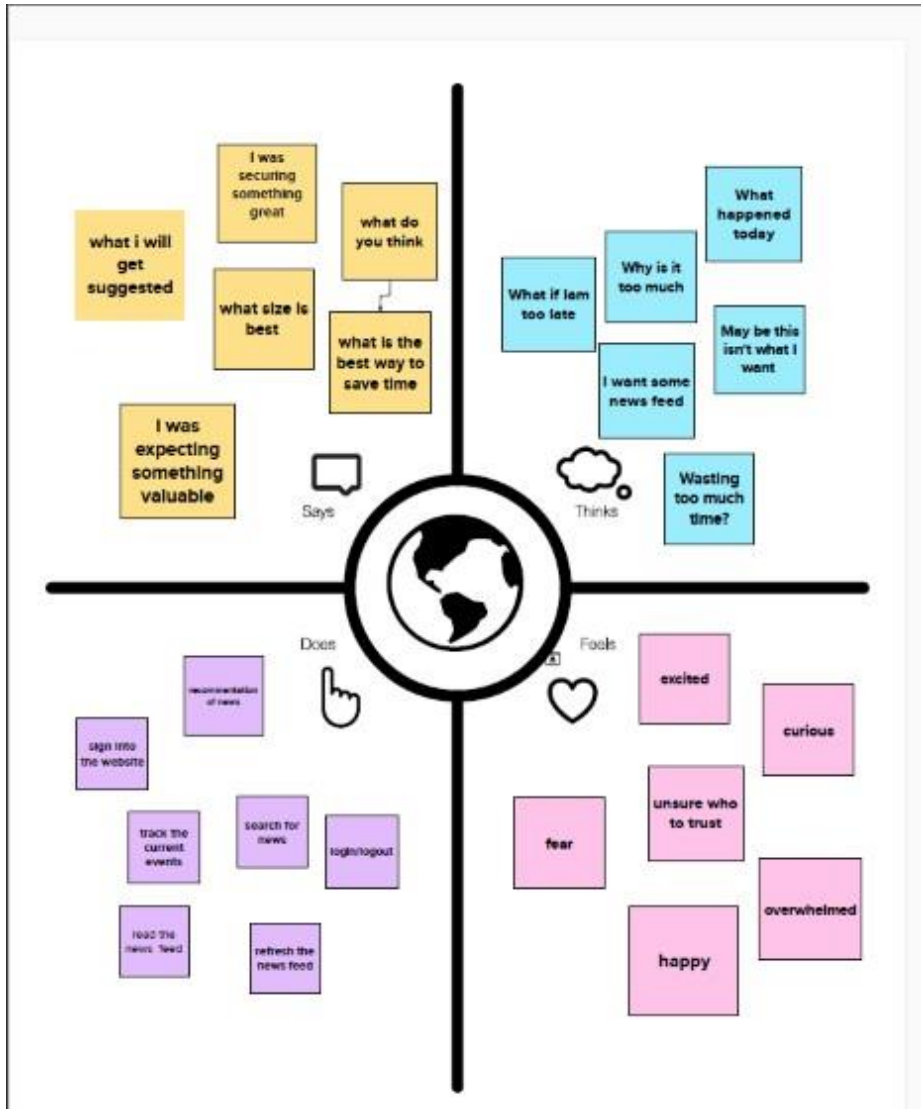 I was
securing
something
great
what i will
get
suggested
what do
you think
what size is
best
what is the
best way to
save time
I was
expecting
something
valuable
Says
What
happened
today
Why is it
too much
What if Iam
too late
May be this
isn't what I
want
I want some
news feed
Wasting
too much
time?
Thinks
Does
recommentation
of news
sign into
the website
track the
current
events
search for
news
login/logout
read the
news feed
refresh the
news feed
Feels
excited
curious
unsure who
to trust
fear
overwhelmed
happy